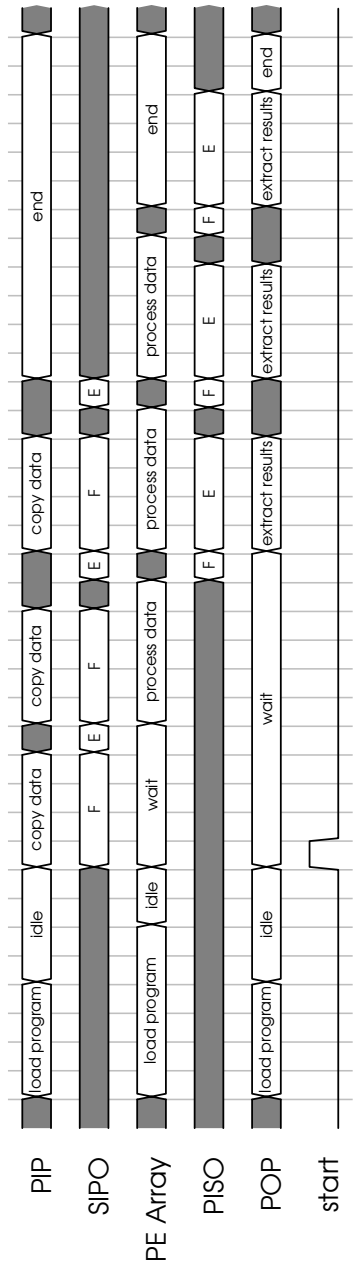 PIP load program idle copy data copy data copy data end
SIPO F E F E F E
PE Array load program idle wait process data process data process data end
PISO F E F E F E
POP load program idle wait extract results extract results extract results end
start